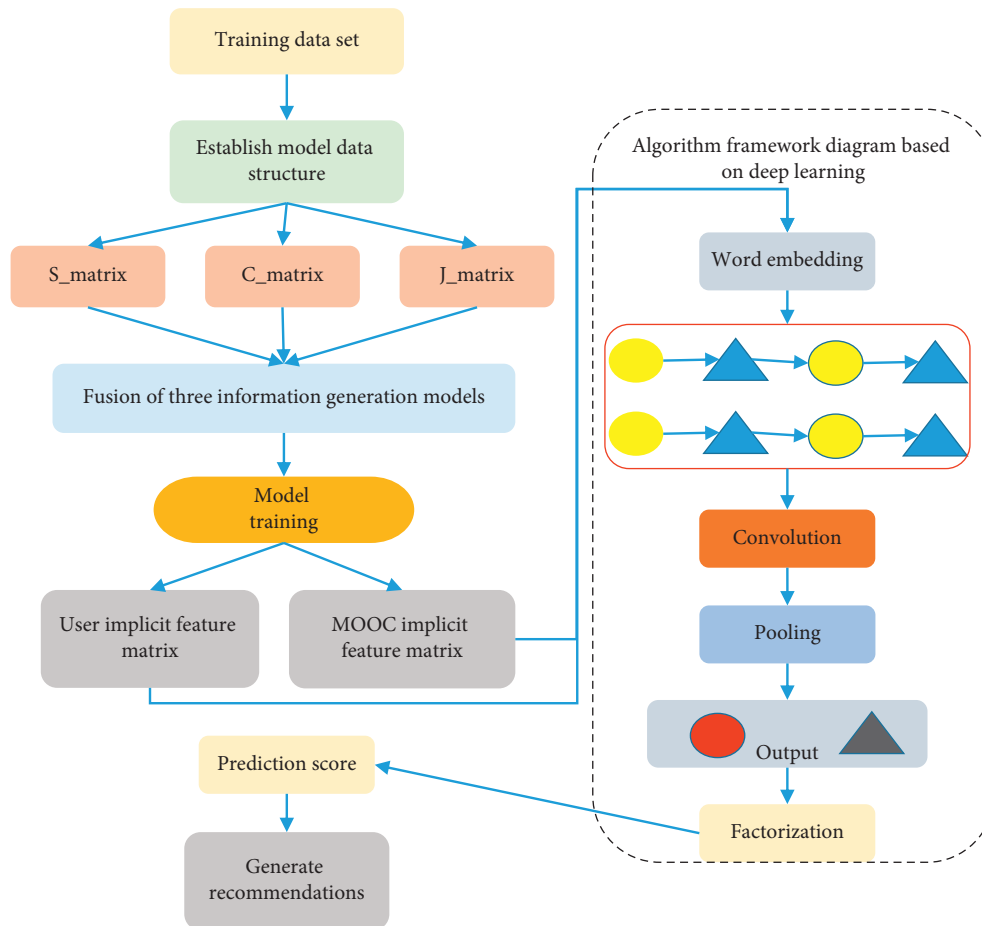 Training data set
Establish model data
structure
S_matrix
C_matrix
J_matrix
Fusion of three information generation models
Model
training
User implicit feature
matrix
MOOC implicit
feature matrix
Prediction score
Generate
recommendations
Algorithm framework diagram based
on deep learning
Word embedding
Convolution
Pooling
Output
Factorization